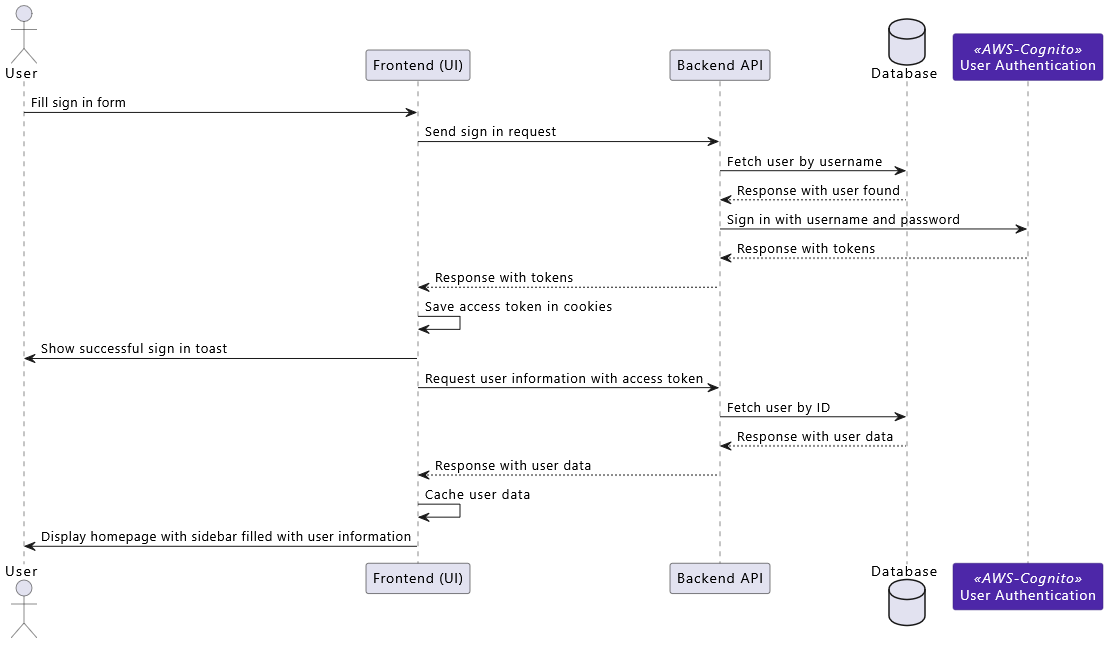 User
Frontend (UI)
Backend API
Database
«AWS-Cognito»
User Authentication
Fill sign in form
Send sign in request
Fetch user by username
Response with user found
Sign in with username and password
Response with tokens
Response with tokens
Save access token in cookies
Show successful sign in toast
Request user information with access token
Fetch user by ID
Response with user data
Response with user data
Cache user data
Display homepage with sidebar filled with user information
User
Frontend (UI)
Backend API
Database
«AWS-Cognito»
User Authentication